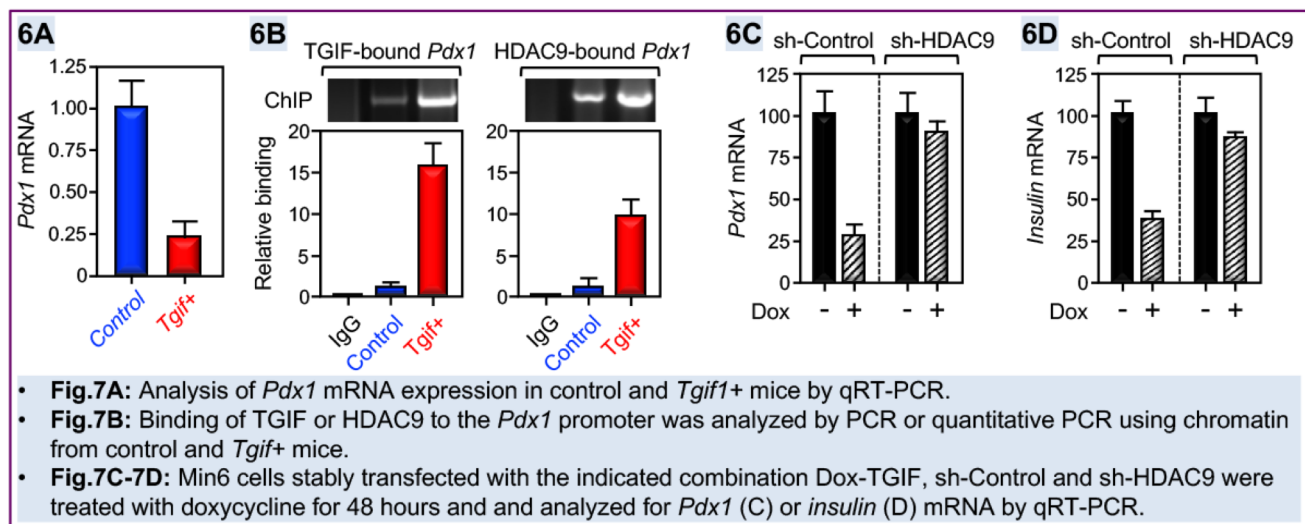 6A
6B
6C
6D
TGIF-bound Pdx1
HDAC9-bound Pdx1
sh-Control
sh-HDAC9
sh-Control
sh-HDAC9
ChIP
Pdx1 mRNA
1.25
1.00
0.75
0.50
0.25
0
Control
Tgif+
Relative binding
20
15
10
5
0
IgG
Control
Tgif+
20
15
10
5
0
IgG
Control
Tgif+
Pdx1 mRNA
125
100
75
50
25
0
Dox
- + - +
Insulin mRNA
125
100
75
50
25
0
Dox
- + - +
• Fig.7A: Analysis of Pdx1 mRNA expression in control and Tgif1+ mice by qRT-PCR.
• Fig.7B: Binding of TGIF or HDAC9 to the Pdx1 promoter was analyzed by PCR or quantitative PCR using chromatin
from control and Tgif+ mice.
• Fig.7C-7D: Min6 cells stably transfected with the indicated combination Dox-TGIF, sh-Control and sh-HDAC9 were
treated with doxycycline for 48 hours and and analyzed for Pdx1 (C) or insulin (D) mRNA by qRT-PCR.